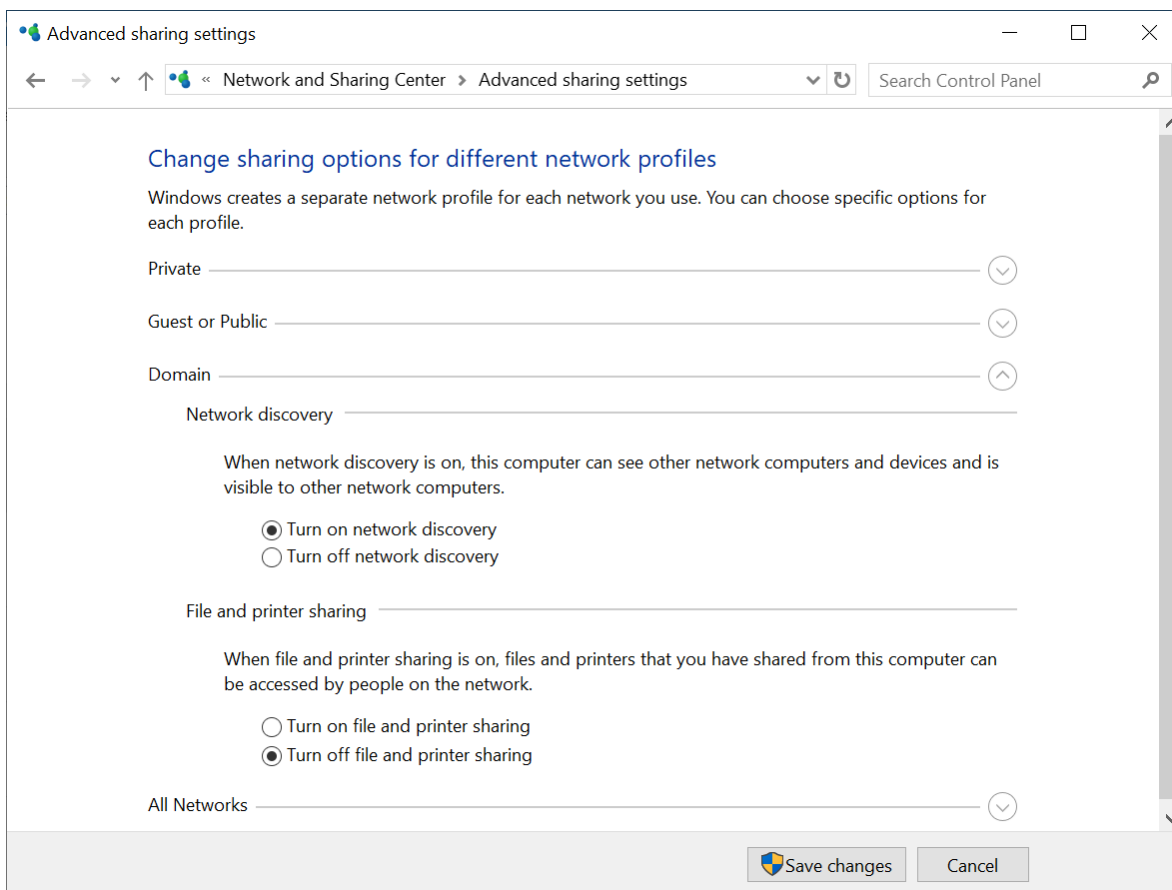 Advanced sharing settings
« Network and Sharing Center > Advanced sharing settings
Search Control Panel
Change sharing options for different network profiles
Windows creates a separate network profile for each network you use. You can choose specific options for
each profile.
Private
Guest or Public
Domain
Network discovery
When network discovery is on, this computer can see other network computers and devices and is
visible to other network computers.
Turn on network discovery
Turn off network discovery
File and printer sharing
When file and printer sharing is on, files and printers that you have shared from this computer can
be accessed by people on the network.
Turn on file and printer sharing
Turn off file and printer sharing
All Networks
Save changes
Cancel